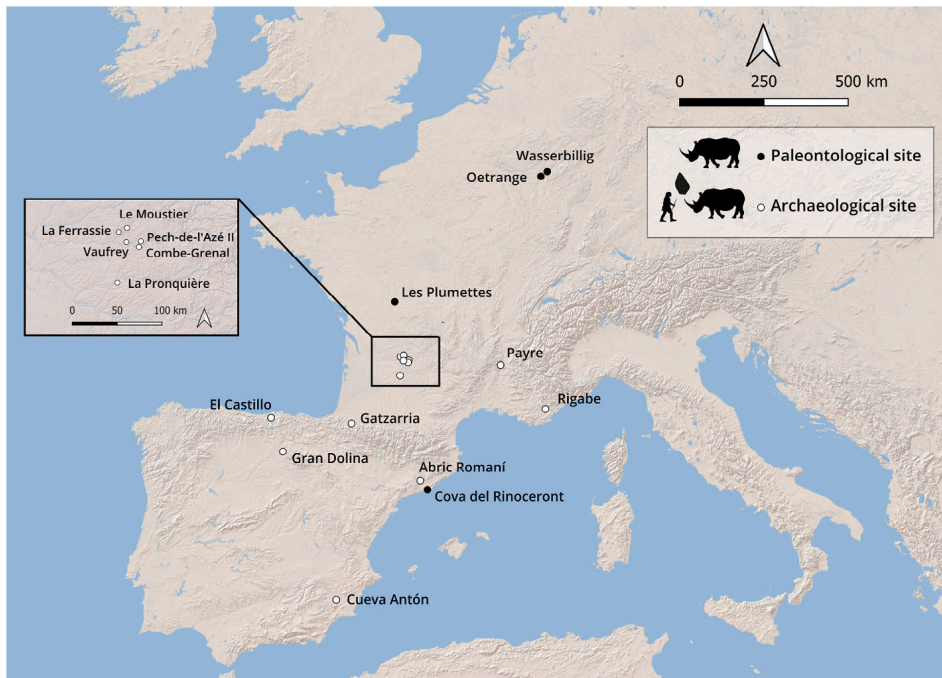 0 250 500 km
Paleontological site
Archaeological site
Wasserbillig
Oetrange
Le Moustier
La Ferrassie
Pech-de-l'Azé II
Vaufrey
Combe-Grenal
La Pronquière
0 50 100 km
Les Plumettes
Payre
Rigabe
El Castillo
Gatzarria
Gran Dolina
Abric Romaní
Cova del Rinoceront
Cueva Antón